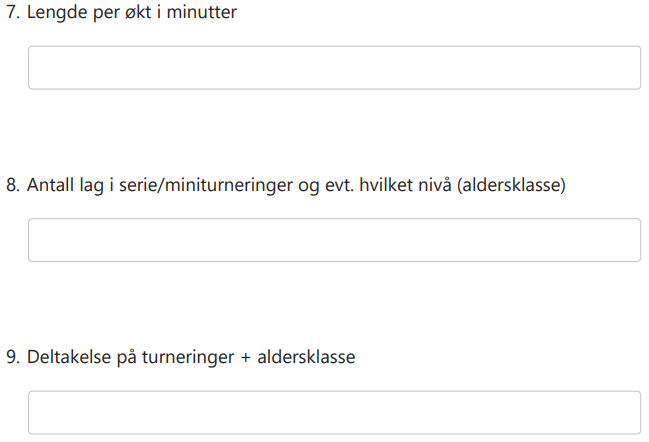 7. Lengde per økt i minutter
8. Antall lag i serie/miniturneringer og evt. hvilket nivå (aldersklasse)
9. Deltakelse på turneringer + aldersklasse